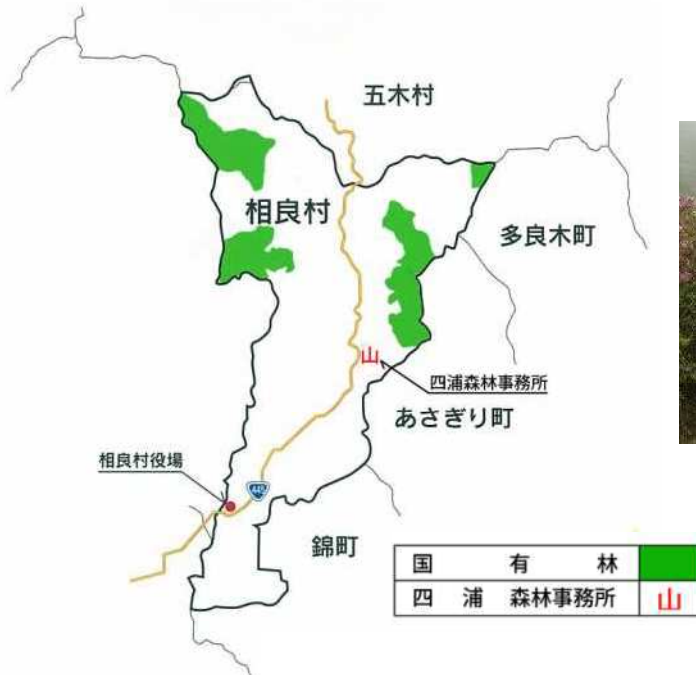 五木村
相良村
多良木町
四浦森林事務所
山
あさぎり町
相良村役場
445
錦町
国有林
四浦 森林事務所 山